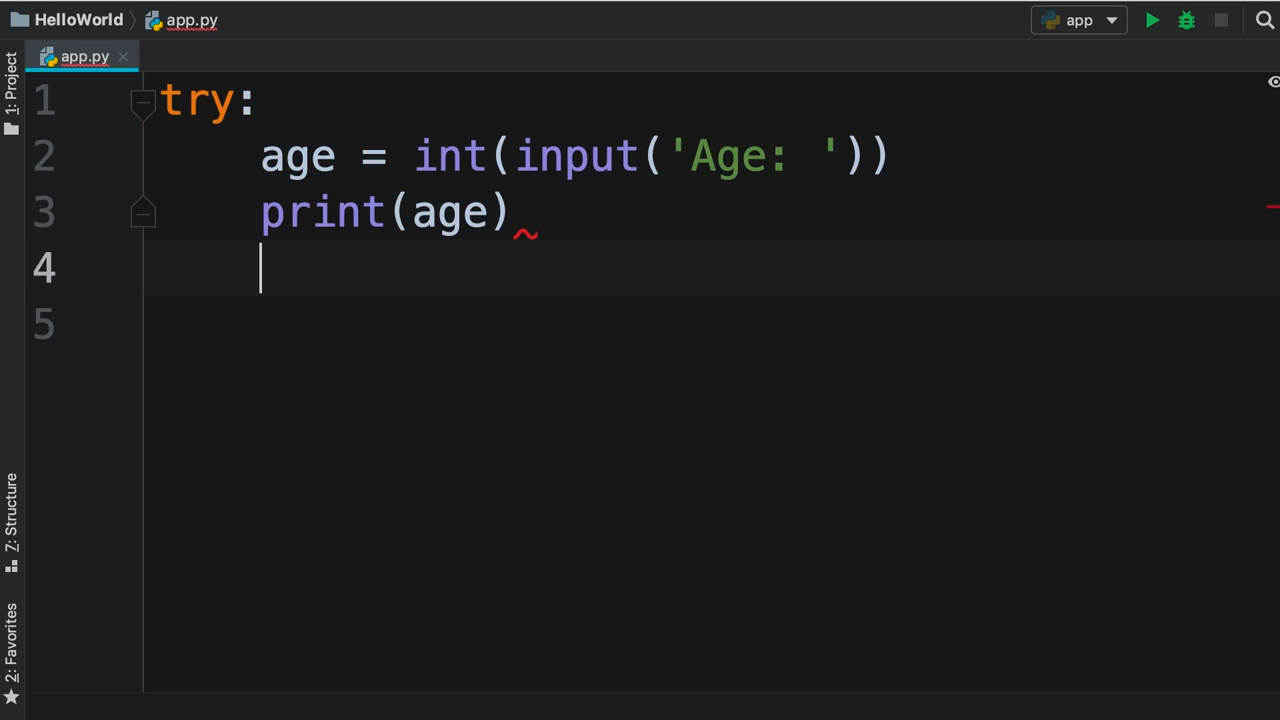 HelloWorld app.py app
app.py
1: Project
1 try:
2 age = int(input('Age: '))
3 print(age)
4
5
7: Structure
2: Favorites